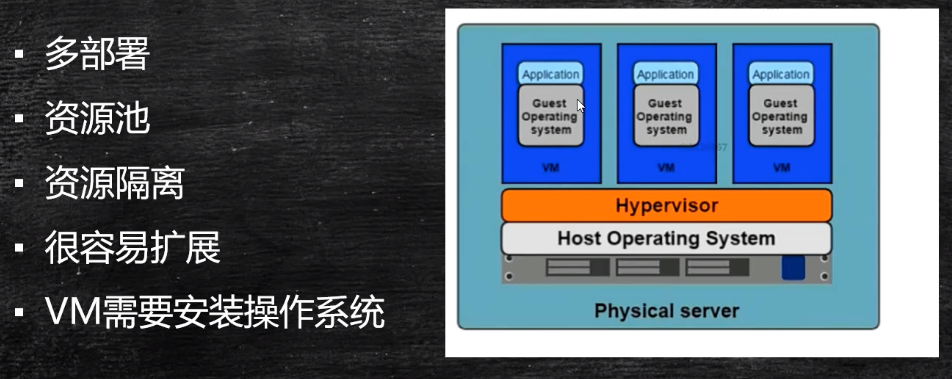 多部署
资源池
资源隔离
很容易扩展
VM需要安装操作系统
Application
Guest
Operating
system
VM
Application
Guest
Operating
system
VM
Application
Guest
Operating
system
VM
Hypervisor
Host Operating System
Physical server